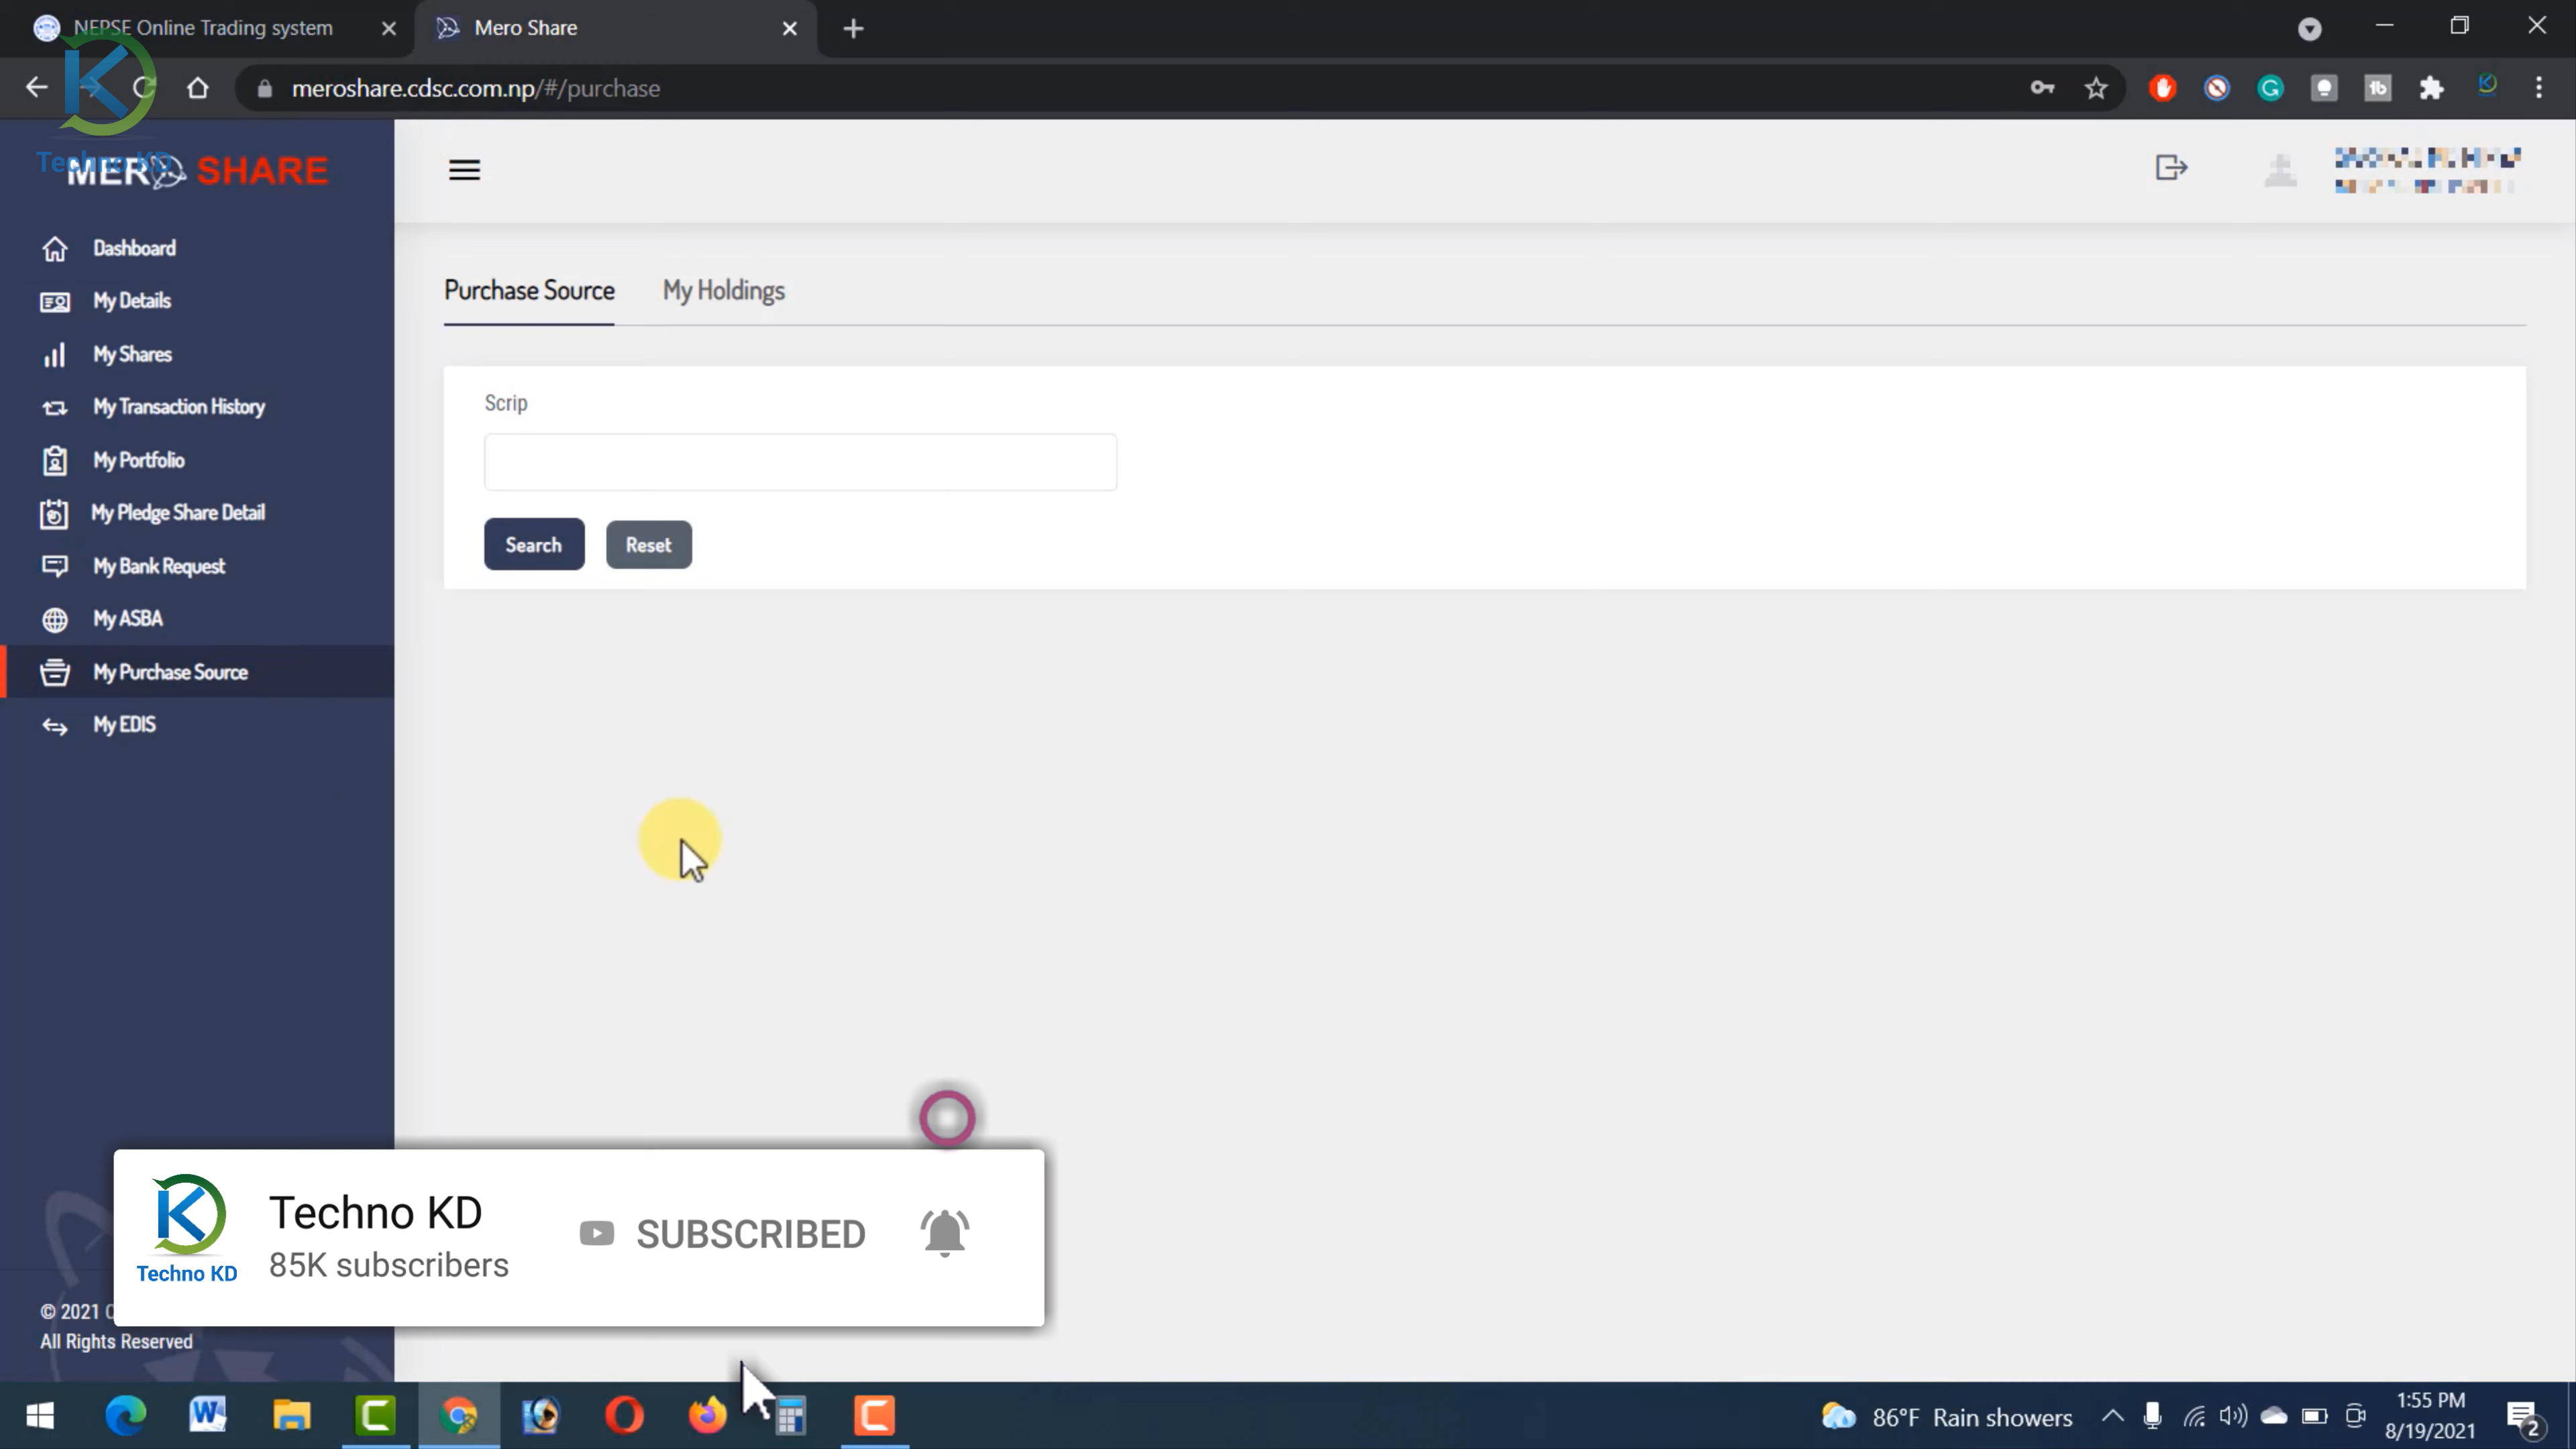 NEPSE Online Trading system
Mero Share
meroshare.cdsc.com.np/#/purchase
Techno KD
MERO SHARE
Dashboard
My Details
My Shares
My Transaction History
My Portfolio
My Pledge Share Detail
My Bank Request
My ASBA
My Purchase Source
My EDIS
Purchase Source
My Holdings
Scrip
Search
Reset
Techno KD
85K subscribers
Techno KD
SUBSCRIBED
© 2021
All Rights Reserved
86°F Rain showers
1:55 PM
8/19/2021
2